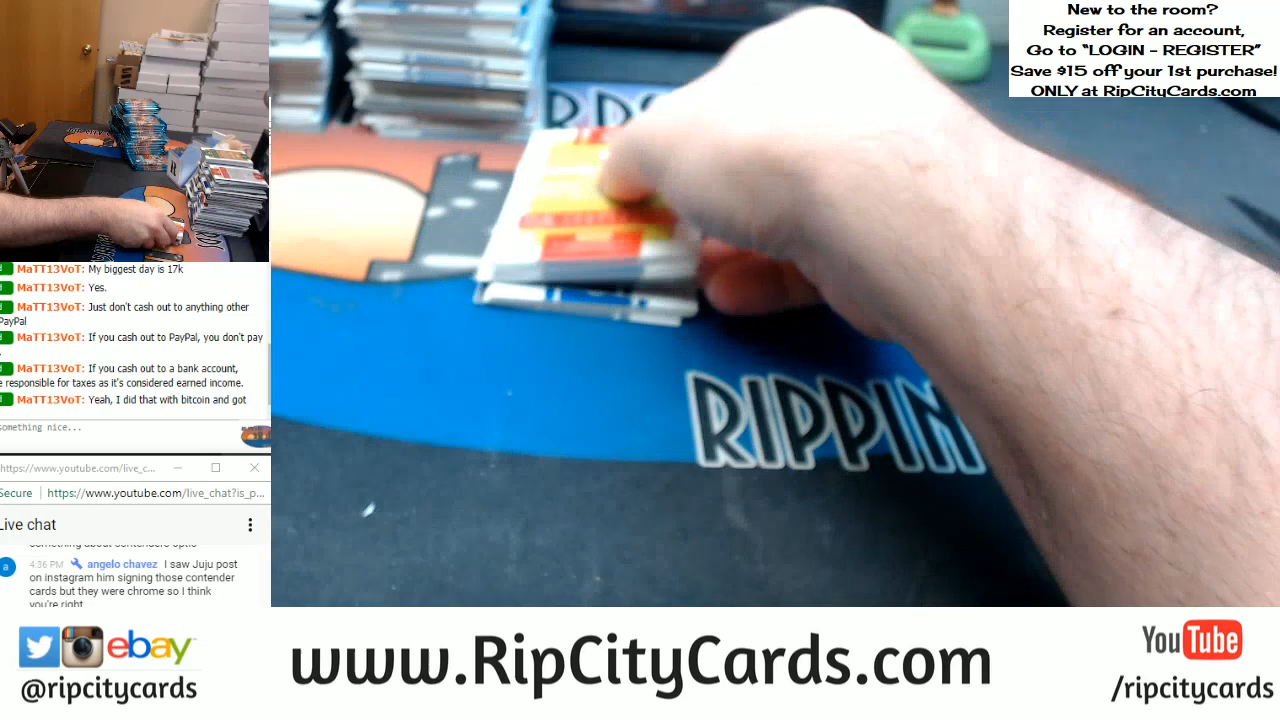 New to the room?
Register for an account,
Go to “LOGIN - REGISTER”
Save $15 off your 1st purchase!
ONLY at RipCityCards.com
MaTT13VoT: My biggest day is 17k
MaTT13VoT: Yes.
MaTT13VoT: Just don't cash out to anything other
PayPal
MaTT13VoT: If you cash out to PayPal, you don't pay
MaTT13VoT: If you cash out to a bank account,
e responsible for taxes as it's considered earned income.
MaTT13VoT: Yeah, I did that with bitcoin and got
something nice...
https://www.youtube.com/live_c...
Secure https://www.youtube.com/live_chat?is_p...
Live chat
a
4:36 PM angelo chavez I saw Juju post
on instagram him signing those contender
cards but they were chrome so I think
you're right
RIPPIN
ebay
@ripcitycards
www.RipCityCards.com
YouTube
/ripcitycards